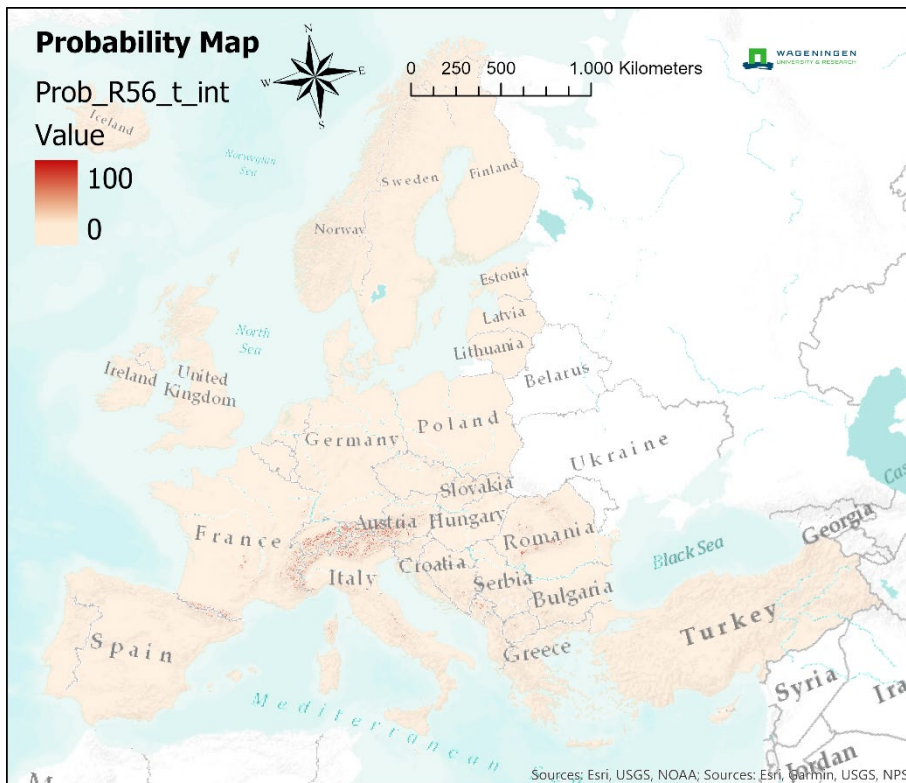 Probability Map
Prob_R56_t_int
Value
100
0
N
W
E
S
0 250 500 1.000 Kilometers
WAGENINGEN
UNIVERSITY & RESEARCH
Iceland
Norwegian
Sea
Sweden
Finland
Norway
Estonia
North
Sea
Latvia
Lithuania
Ireland
United
Kingdom
Belarus
Poland
Germany
Ukraine
Slovakia
Austria
Hungary
France
Romania
Georgia
Croatia
Black Sea
Italy
Serbia
Bulgaria
Spain
Turkey
Greece
Syria
Mediterranean
Jordan
Sources: Esri, USGS, NOAA; Sources: Esri, Garmin, USGS, NPS